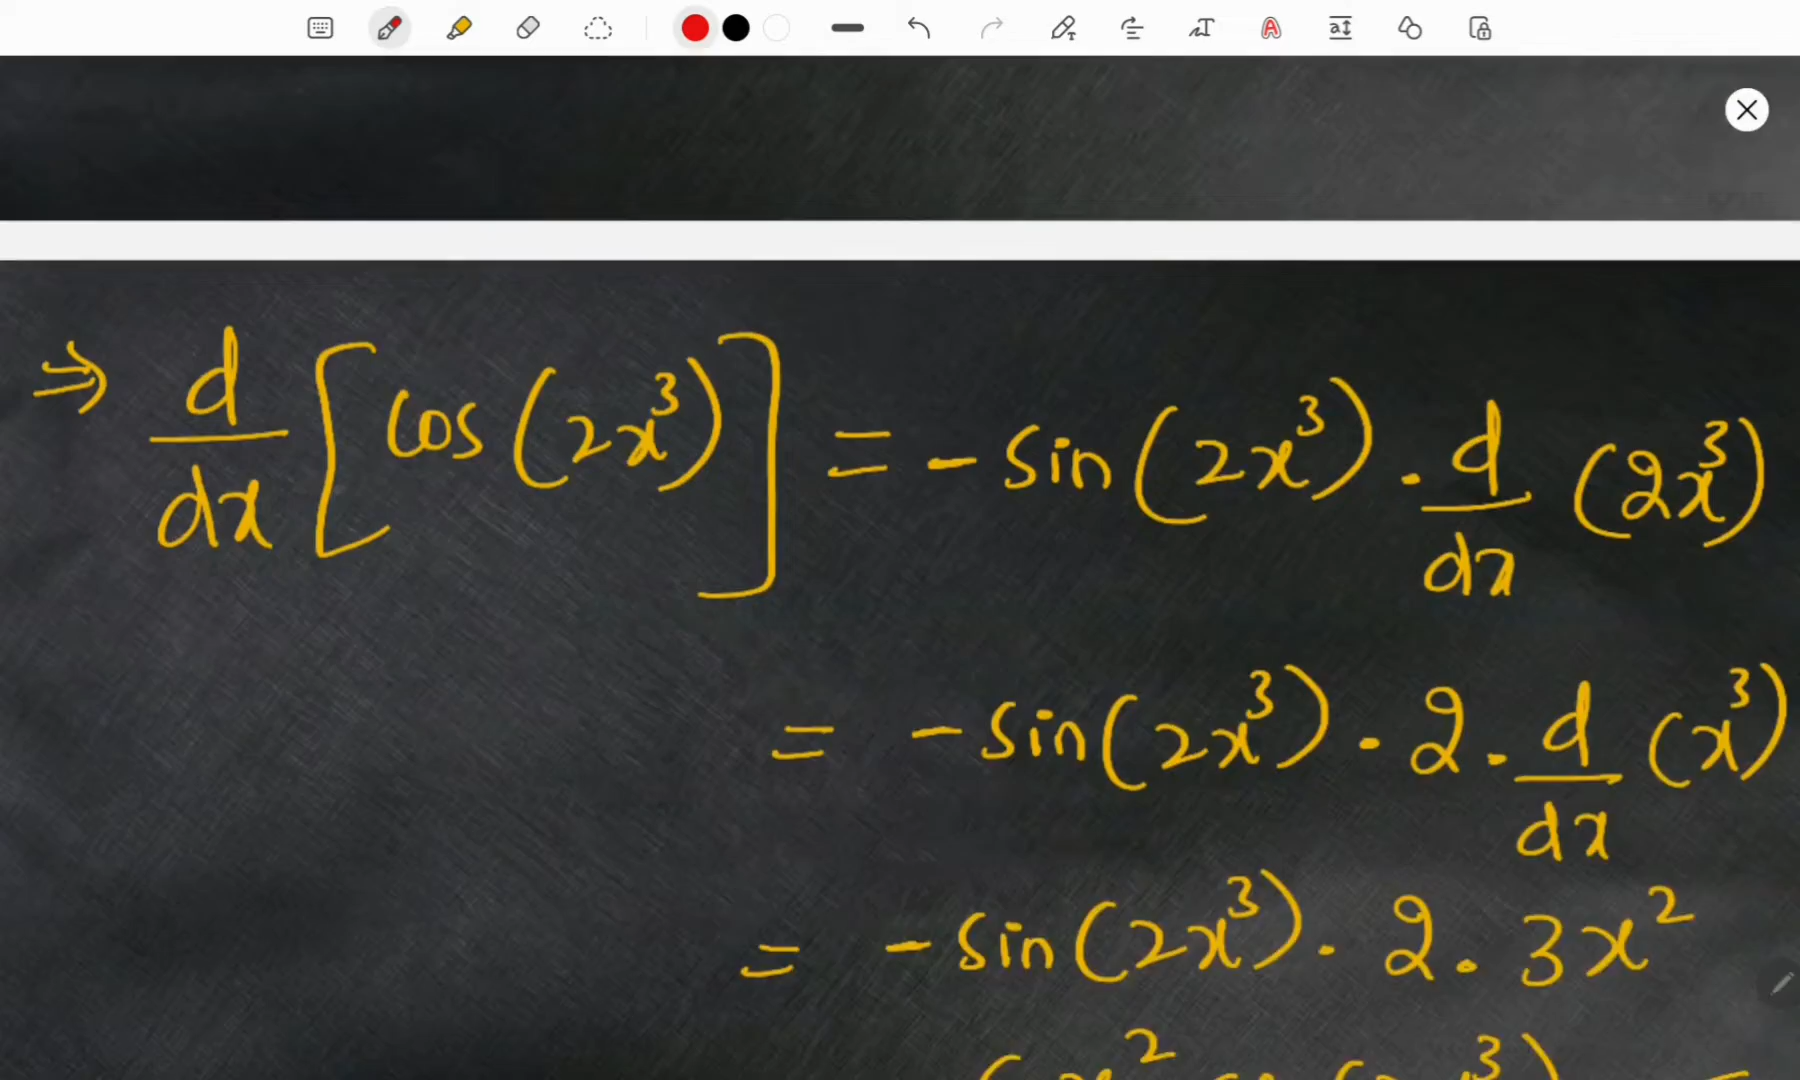 ⇒ d/dx [cos(2x³)] = - sin(2x³) · d/dx (2x³)
= - sin(2x³) · 2 · d/dx (x³)
= - sin(2x³) · 2 · 3x²